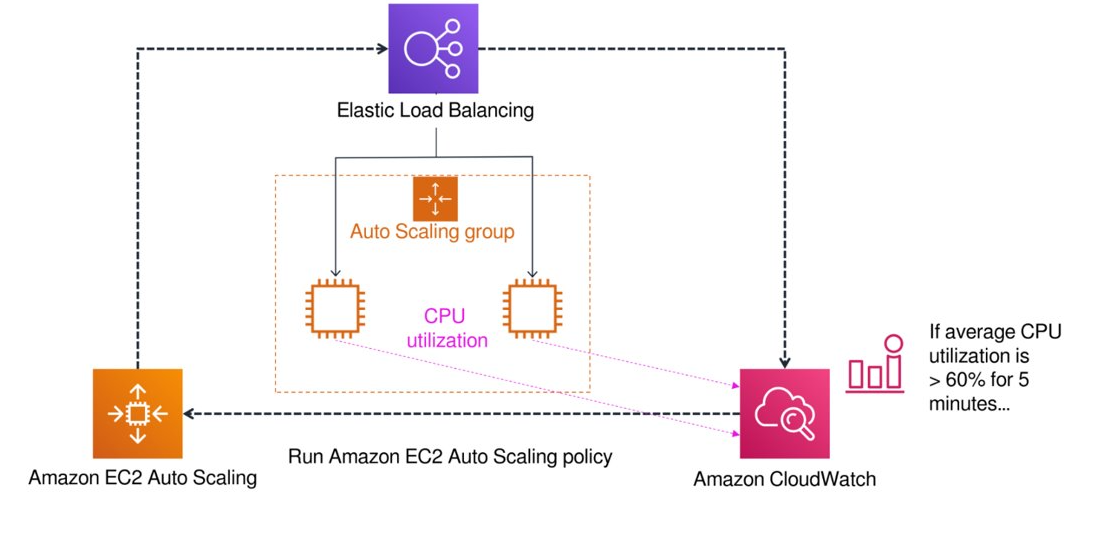 Elastic Load Balancing
Auto Scaling group
CPU
utilization
If average CPU
utilization is
> 60% for 5
minutes...
Run Amazon EC2 Auto Scaling policy
Amazon EC2 Auto Scaling
Amazon CloudWatch